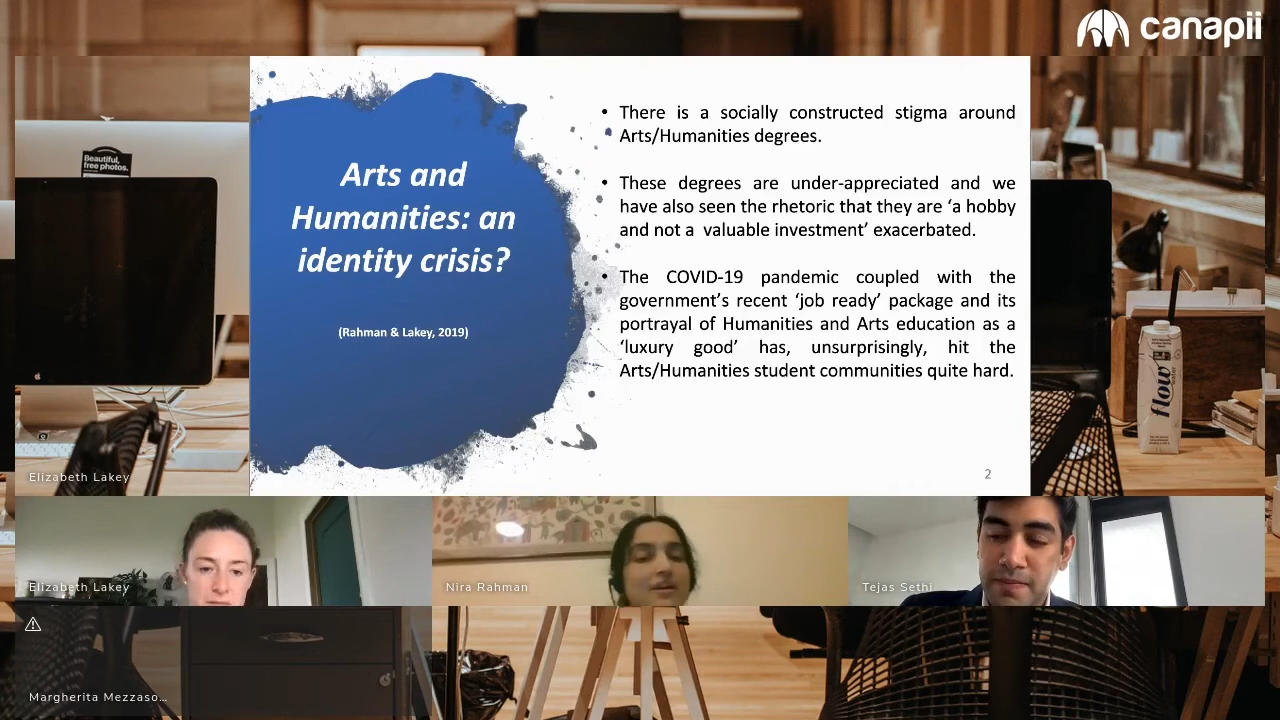 canapii
Beautiful,
free photos.
Arts and
Humanities: an
identity crisis?
(Rahman & Lakey, 2019)
• There is a socially constructed stigma around
Arts/Humanities degrees.
• These degrees are under-appreciated and we
have also seen the rhetoric that they are ‘a hobby
and not a valuable investment’ exacerbated.
• The COVID-19 pandemic coupled with the
government’s recent ‘job ready’ package and its
portrayal of Humanities and Arts education as a
‘luxury good’ has, unsurprisingly, hit the
Arts/Humanities student communities quite hard.
2
flow
Elizabeth Lakey
Elizabeth Lakey
Nira Rahman
Tejas Sethi
Margherita Mezzaso...